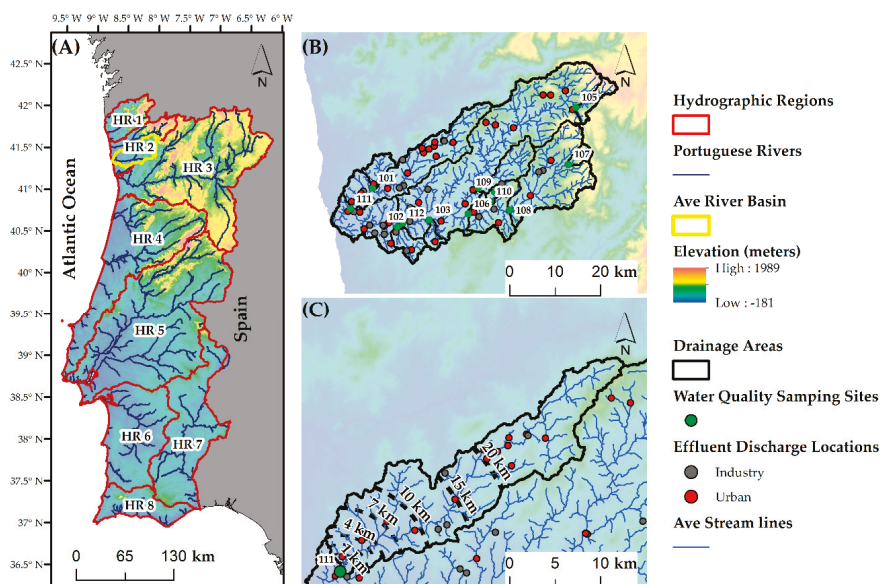 9.5°W 9°W 8.5°W 8°W 7.5°W 7°W 6.5°W 6°W
(A)
42.5°N
42° N
41.5°N
41° N
40.5°N
40° N
39.5°N
39° N
38.5°N
38° N
37.5°N
37° N
36.5°N
N
HR 1
HR 2
HR 3
HR 4
HR 5
HR 6
HR 7
HR 8
Atlantic Ocean
Spain
0 65 130 km
(B)
N
105
107
101
109
110
111
102
112
103
106
108
0 10 20 km
(C)
N
20 km
15 km
10 km
7 km
4 km
1 km
111
0 5 10 km
Hydrographic Regions
Portuguese Rivers
Ave River Basin
Elevation (meters)
High : 1989
Low : -181
Drainage Areas
Water Quality Sampling Sites
Effluent Discharge Locations
Industry
Urban
Ave Stream lines